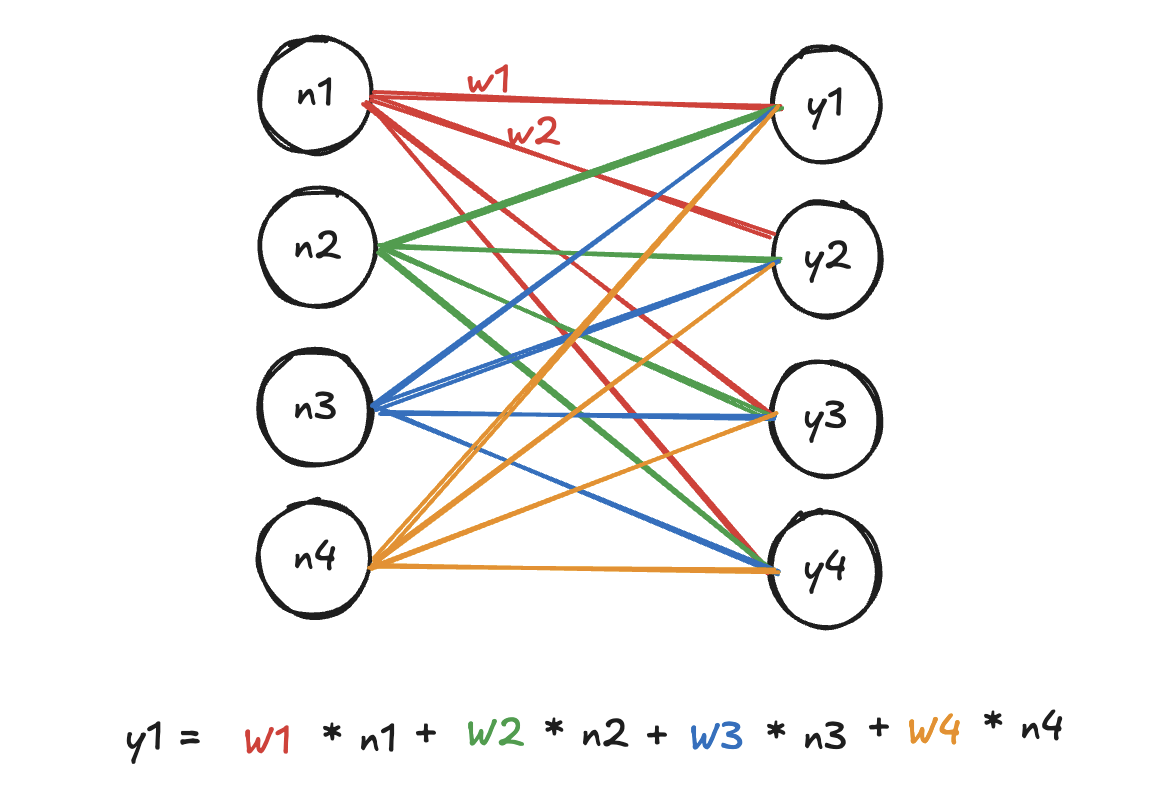 n1
w1
y1
w2
n2
y2
n3
y3
n4
y4
y1 = w1 * n1 + w2 * n2 + w3 * n3 + w4 * n4